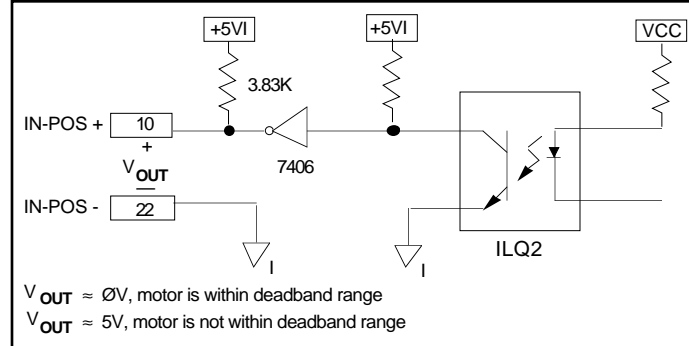 +5VI +5VI VCC
3.83K
IN-POS + 10
+
7406
V OUT
IN-POS - 22
I I
ILQ2
V OUT ≈ ØV, motor is within deadband range
V OUT ≈ 5V, motor is not within deadband range